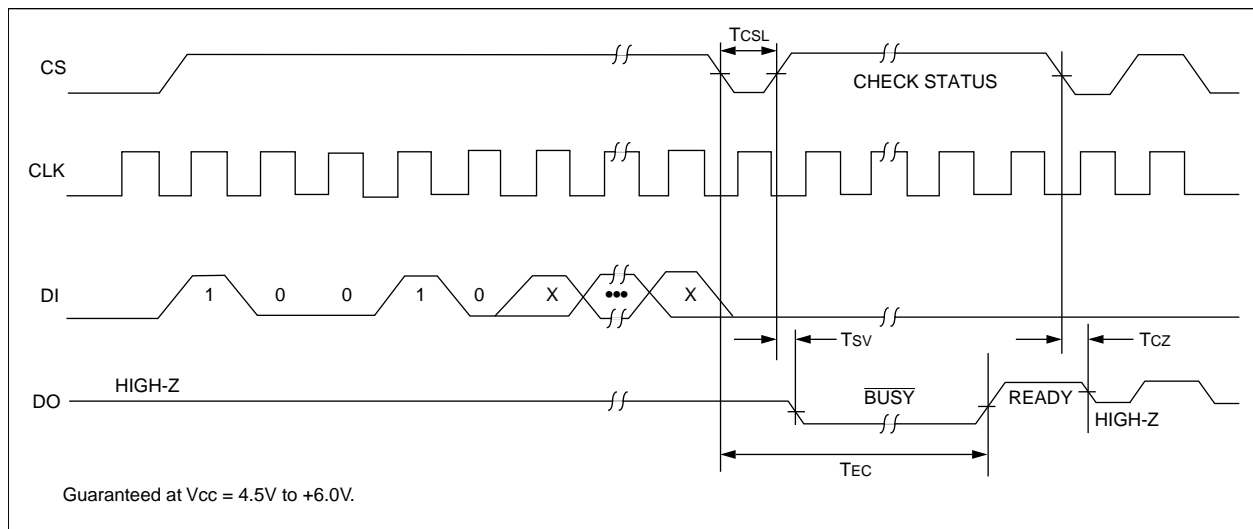 TCSL
CS
CHECK STATUS
CLK
DI 1 0 0 1 0 X ••• X
TSV
TCZ
HIGH-Z
DO
BUSY
READY
HIGH-Z
TEC
Guaranteed at Vcc = 4.5V to +6.0V.